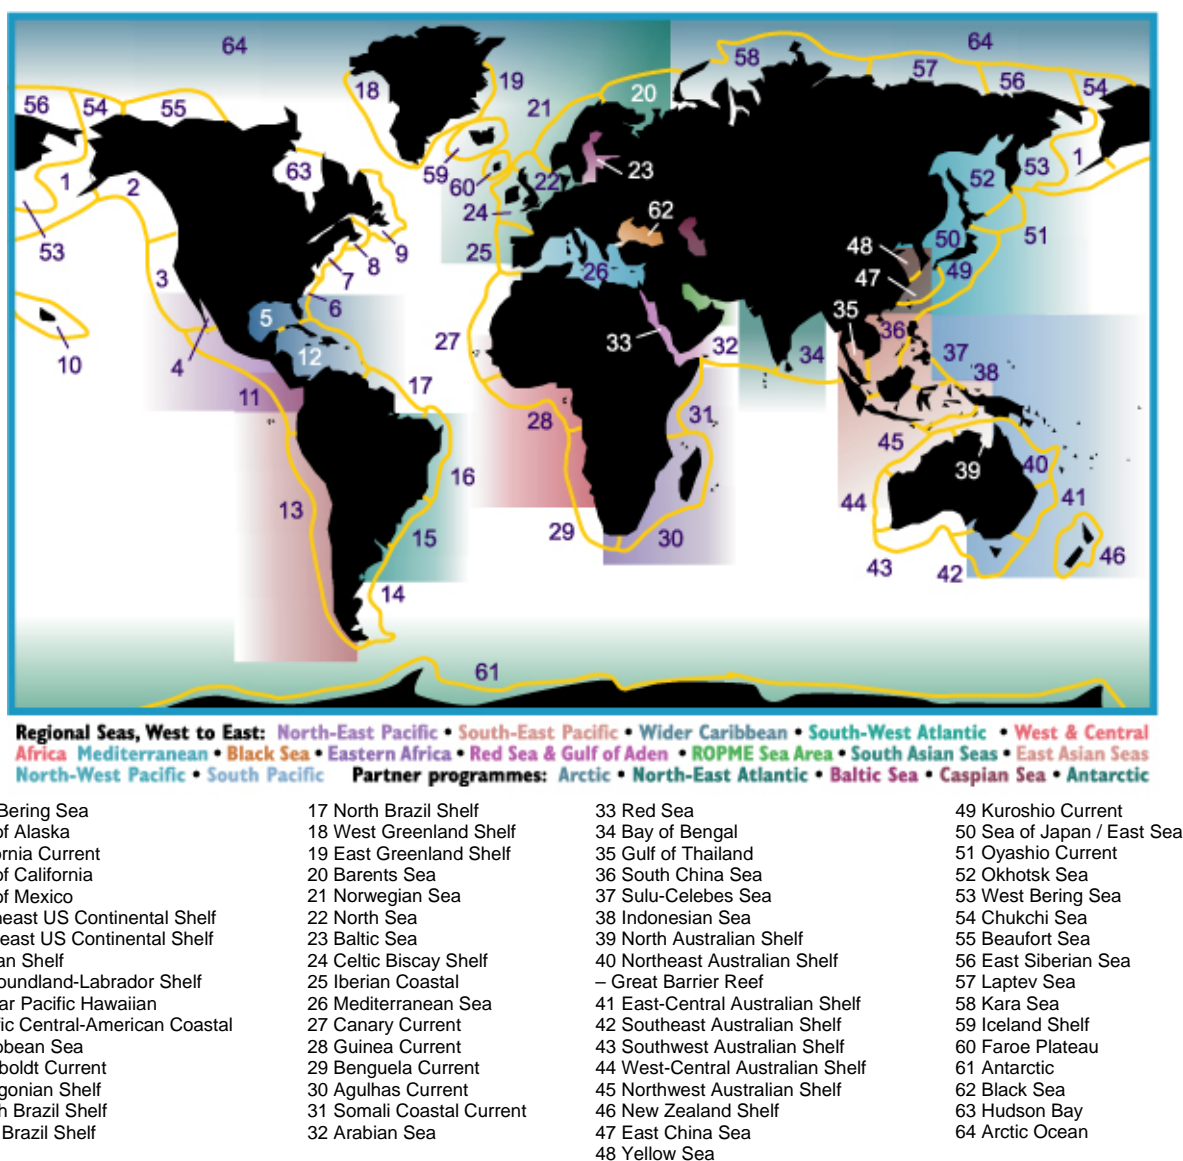 64
64
58
57
56
54
18
19
20
21
56
54
55
59
60
22
23
24
25
26
62
63
1
2
53
3
4
5
6
7
8
9
10
11
12
13
14
15
16
17
27
28
29
30
31
32
33
34
35
36
37
38
39
40
41
42
43
44
45
46
47
48
49
50
51
52
53
1
61
Regional Seas, West to East: North-East Pacific • South-East Pacific • Wider Caribbean • South-West Atlantic • West & Central
Africa Mediterranean • Black Sea • Eastern Africa • Red Sea & Gulf of Aden • ROPME Sea Area • South Asian Seas • East Asian Seas
North-West Pacific • South Pacific Partner programmes: Arctic • North-East Atlantic • Baltic Sea • Caspian Sea • Antarctic
Bering Sea
of Alaska
ornia Current
of California
of Mexico
heast US Continental Shelf
east US Continental Shelf
an Shelf
oundland-Labrador Shelf
ar Pacific Hawaiian
ic Central-American Coastal
bbean Sea
boldt Current
gonian Shelf
h Brazil Shelf
Brazil Shelf
17 North Brazil Shelf
18 West Greenland Shelf
19 East Greenland Shelf
20 Barents Sea
21 Norwegian Sea
22 North Sea
23 Baltic Sea
24 Celtic Biscay Shelf
25 Iberian Coastal
26 Mediterranean Sea
27 Canary Current
28 Guinea Current
29 Benguela Current
30 Agulhas Current
31 Somali Coastal Current
32 Arabian Sea
33 Red Sea
34 Bay of Bengal
35 Gulf of Thailand
36 South China Sea
37 Sulu-Celebes Sea
38 Indonesian Sea
39 North Australian Shelf
40 Northeast Australian Shelf
– Great Barrier Reef
41 East-Central Australian Shelf
42 Southeast Australian Shelf
43 Southwest Australian Shelf
44 West-Central Australian Shelf
45 Northwest Australian Shelf
46 New Zealand Shelf
47 East China Sea
48 Yellow Sea
49 Kuroshio Current
50 Sea of Japan / East Sea
51 Oyashio Current
52 Okhotsk Sea
53 West Bering Sea
54 Chukchi Sea
55 Beaufort Sea
56 East Siberian Sea
57 Laptev Sea
58 Kara Sea
59 Iceland Shelf
60 Faroe Plateau
61 Antarctic
62 Black Sea
63 Hudson Bay
64 Arctic Ocean